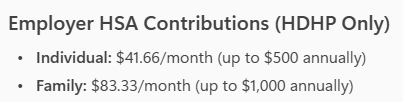 Employer HSA Contributions (HDHP Only)
• Individual: $41.66/month (up to $500 annually)
• Family: $83.33/month (up to $1,000 annually)